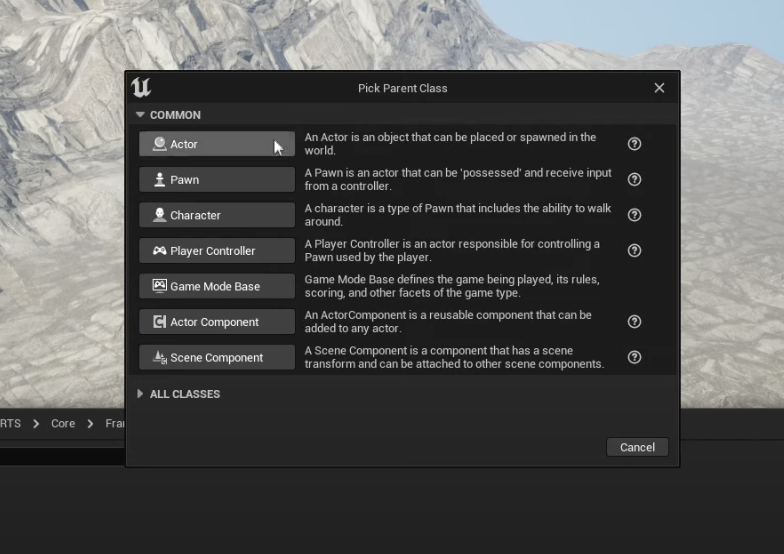 Pick Parent Class
COMMON
Actor
An Actor is an object that can be placed or spawned in the
world.
Pawn
A Pawn is an actor that can be 'possessed' and receive input
from a controller.
Character
A character is a type of Pawn that includes the ability to walk
around.
Player Controller
A Player Controller is an actor responsible for controlling a
Pawn used by the player.
Game Mode Base
Game Mode Base defines the game being played, its rules,
scoring, and other facets of the game type.
Actor Component
An ActorComponent is a reusable component that can be
added to any actor.
Scene Component
A Scene Component is a component that has a scene
transform and can be attached to other scene components.
ALL CLASSES
RTS > Core >
Cancel